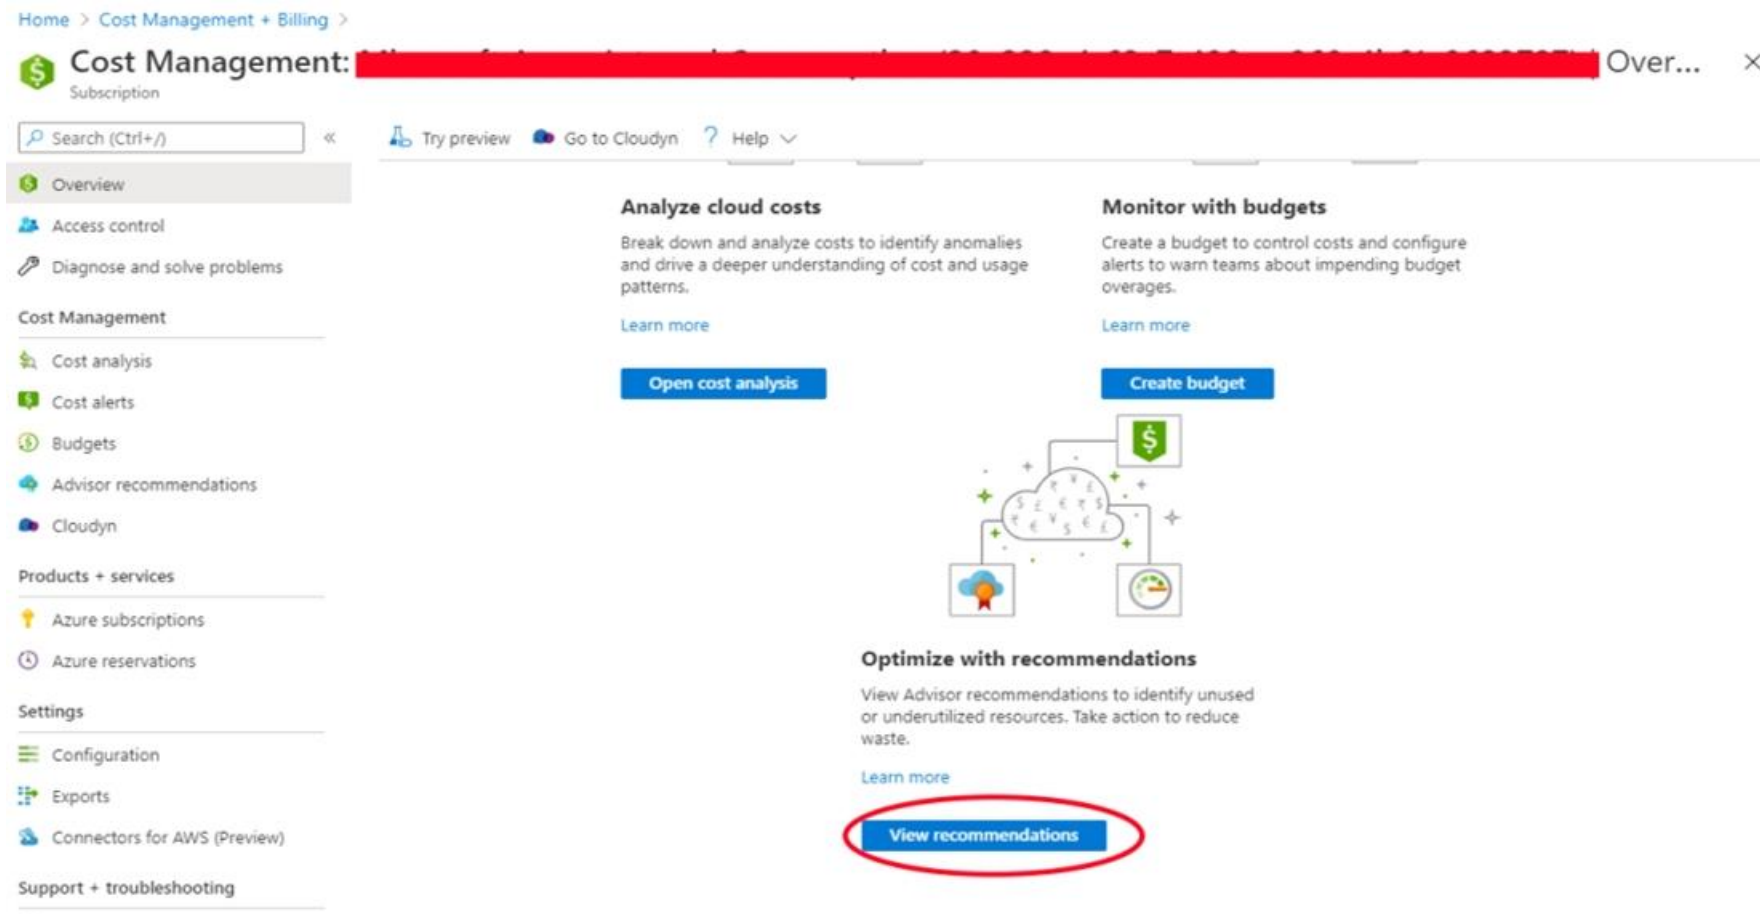 Home > Cost Management + Billing >
Cost Management: Over...
Subscription
Search (Ctrl+/)
«
Try preview Go to Cloudyn ? Help
Overview
Access control
Diagnose and solve problems
Cost Management
Cost analysis
Cost alerts
Budgets
Advisor recommendations
Cloudyn
Products + services
Azure subscriptions
Azure reservations
Settings
Configuration
Exports
Connectors for AWS (Preview)
Support + troubleshooting
Analyze cloud costs
Break down and analyze costs to identify anomalies
and drive a deeper understanding of cost and usage
patterns.
Learn more
Open cost analysis
Monitor with budgets
Create a budget to control costs and configure
alerts to warn teams about impending budget
overages.
Learn more
Create budget
Optimize with recommendations
View Advisor recommendations to identify unused
or underutilized resources. Take action to reduce
waste.
Learn more
View recommendations